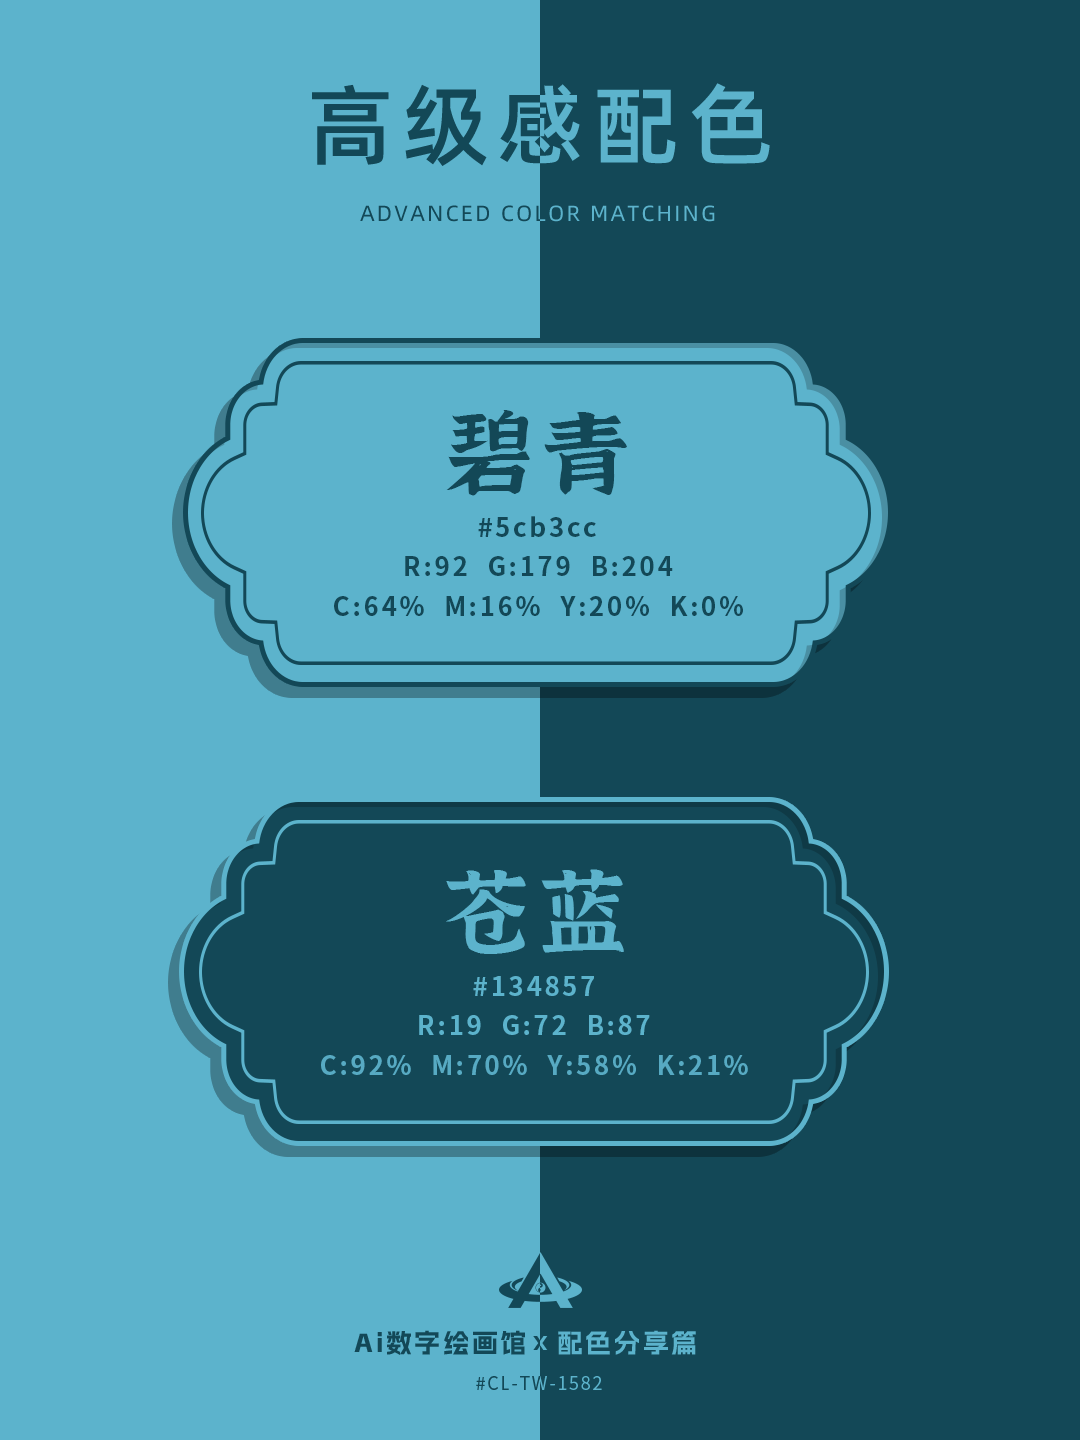 高级感配色
ADVANCED COLOR MATCHING
碧青
#5cb3cc
R:92 G:179 B:204
C:64% M:16% Y:20% K:0%
苍蓝
#134857
R:19 G:72 B:87
C:92% M:70% Y:58% K:21%
Ai数字绘画馆 x 配色分享篇
#CL-TW-1582